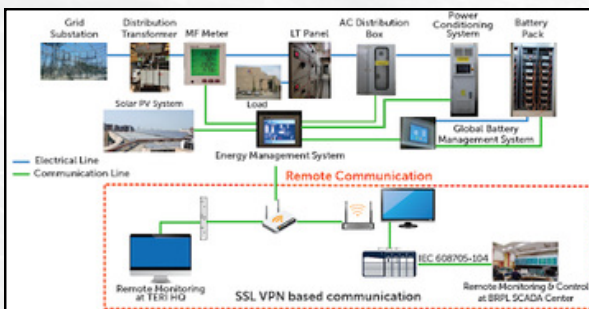 Grid
Substation
Distribution
Transformer
MF Meter
LT Panel
AC Distribution
Box
Power
Conditioning
System
Battery
Pack
Solar PV System
Load
Energy Management System
Global Battery
Management System
Electrical Line
Communication Line
Remote Communication
IEC 608705-104
Remote Monitoring
at TERI HQ
SSL VPN based communication
Remote Monitoring & Control
at BRPL SCADA Center